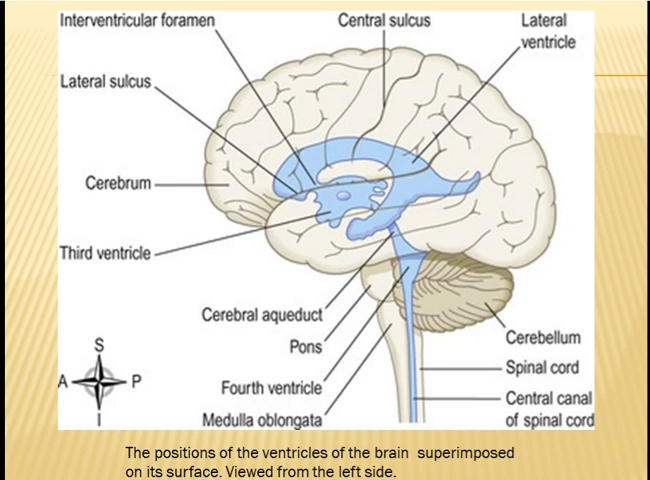 Interventricular foramen
Central sulcus
Lateral
ventricle
Lateral sulcus
Cerebrum
Third ventricle
Cerebral aqueduct
Pons
Fourth ventricle
Medulla oblongata
Cerebellum
Spinal cord
Central canal
of spinal cord
S
A P
I
The positions of the ventricles of the brain superimposed
on its surface. Viewed from the left side.